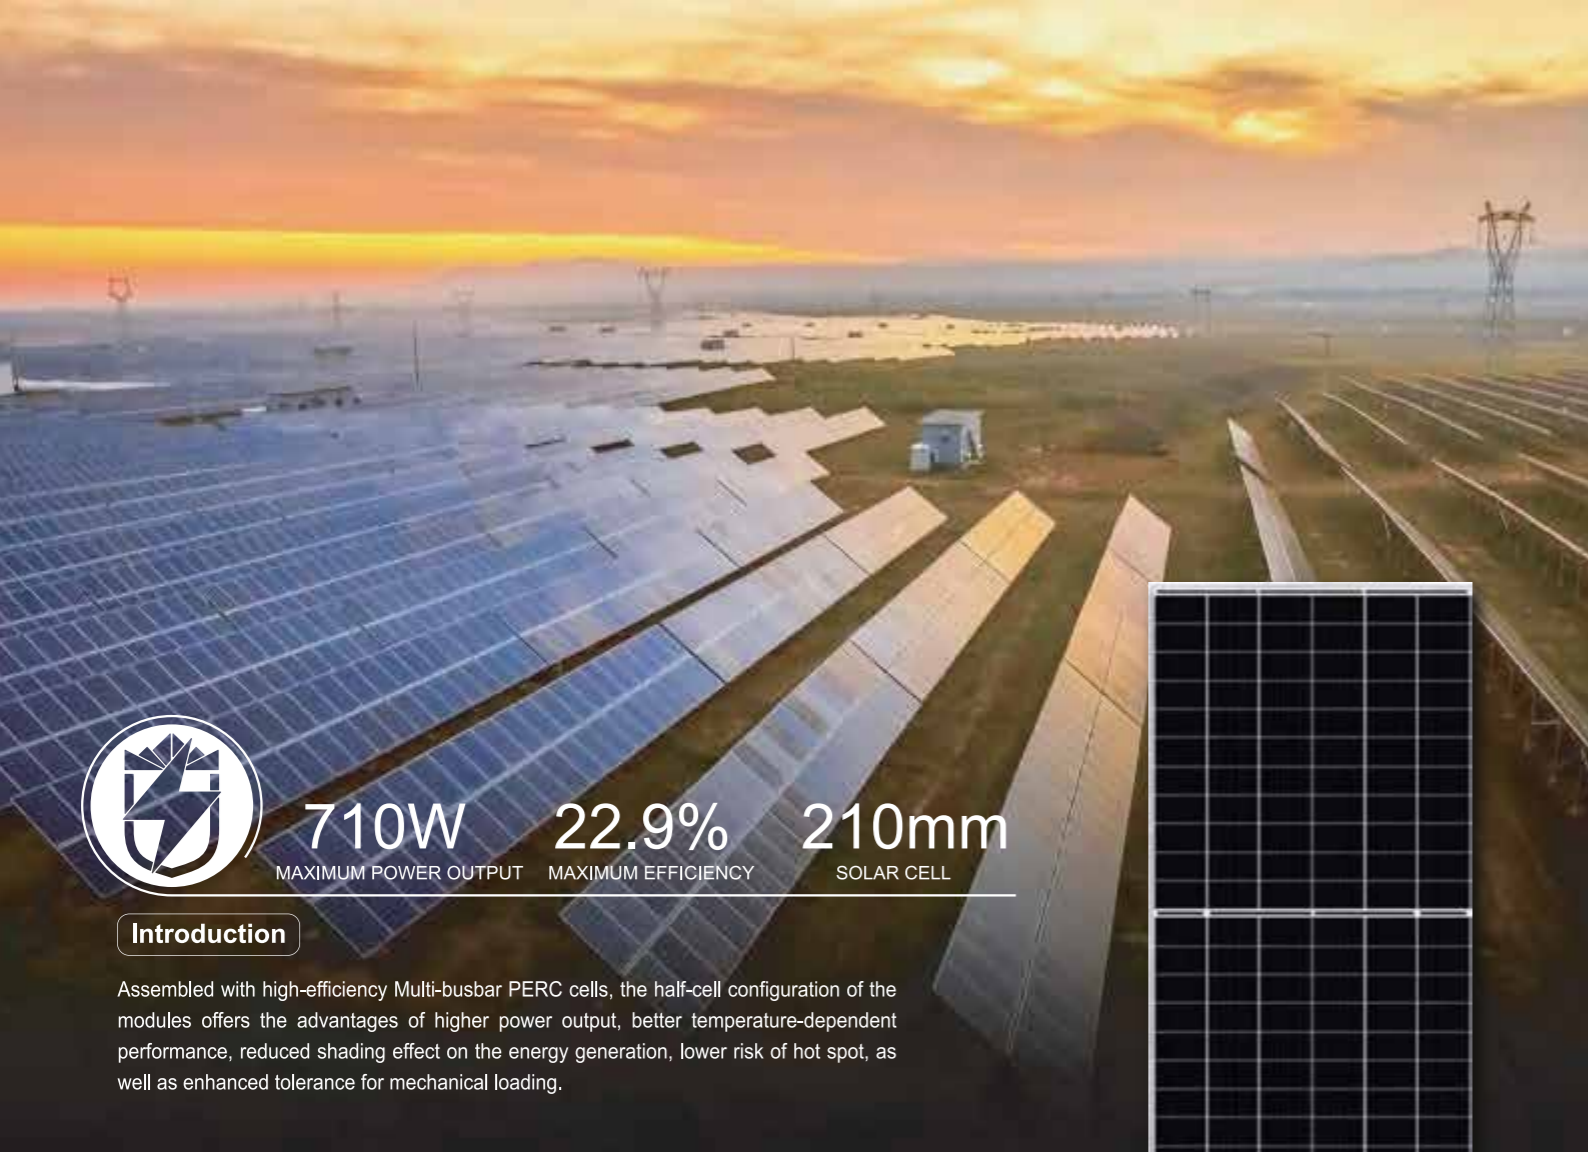 710W 22.9% 210mm
MAXIMUM POWER OUTPUT MAXIMUM EFFICIENCY SOLAR CELL
Introduction
Assembled with high-efficiency Multi-busbar PERC cells, the half-cell configuration of the
modules offers the advantages of higher power output, better temperature-dependent
performance, reduced shading effect on the energy generation, lower risk of hot spot, as
well as enhanced tolerance for mechanical loading.